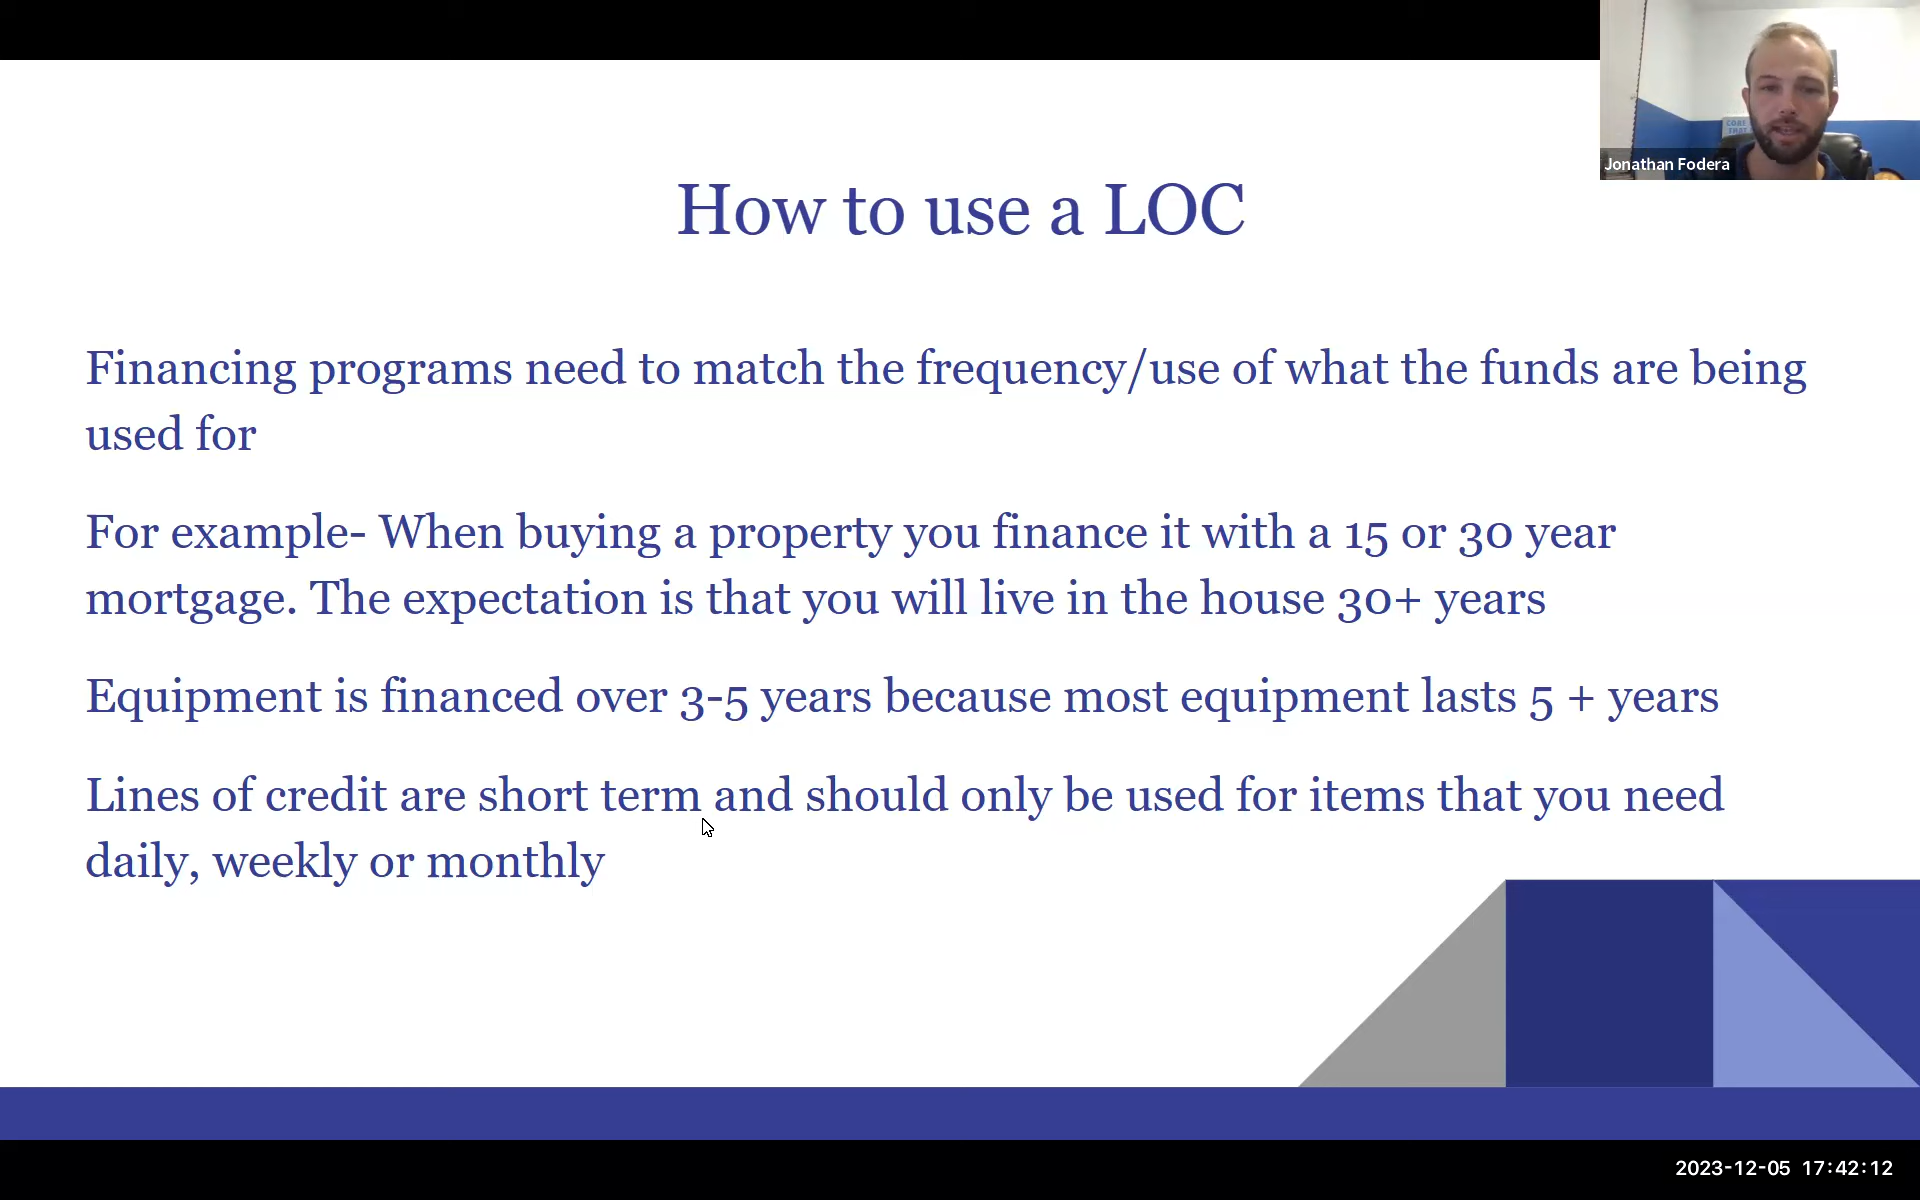 Jonathan Fodera
How to use a LOC
Financing programs need to match the frequency/use of what the funds are being
used for
For example- When buying a property you finance it with a 15 or 30 year
mortgage. The expectation is that you will live in the house 30+ years
Equipment is financed over 3-5 years because most equipment lasts 5 + years
Lines of credit are short term and should only be used for items that you need
daily, weekly or monthly
2023-12-05 17:42:12